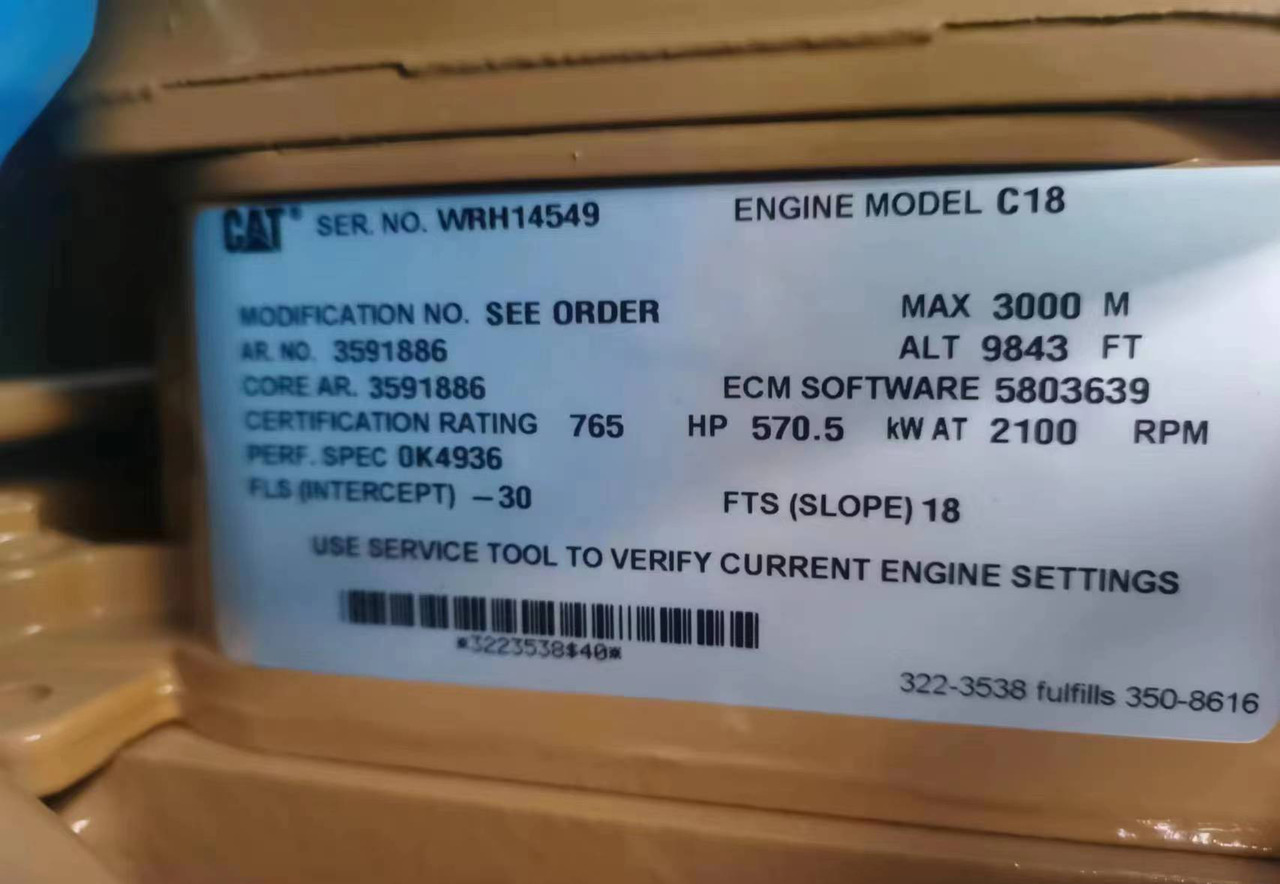 CAT® SER. NO. WRH14549 ENGINE MODEL C18
MODIFICATION NO. SEE ORDER MAX 3000 M
AR. NO. 3591886 ALT 9843 FT
CORE AR. 3591886 ECM SOFTWARE 5803639
CERTIFICATION RATING 765 HP 570.5 kW AT 2100 RPM
PERF. SPEC 0K4936
FLS (INTERCEPT) –30 FTS (SLOPE) 18
USE SERVICE TOOL TO VERIFY CURRENT ENGINE SETTINGS
*3223538$40*
322-3538 fulfills 350-8616